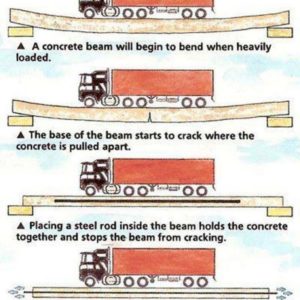 ▲ A concrete beam will begin to bend when heavily
loaded.
▲ The base of the beam starts to crack where the
concrete is pulled apart.
▲ Placing a steel rod inside the beam holds the concrete
together and stops the beam from cracking.